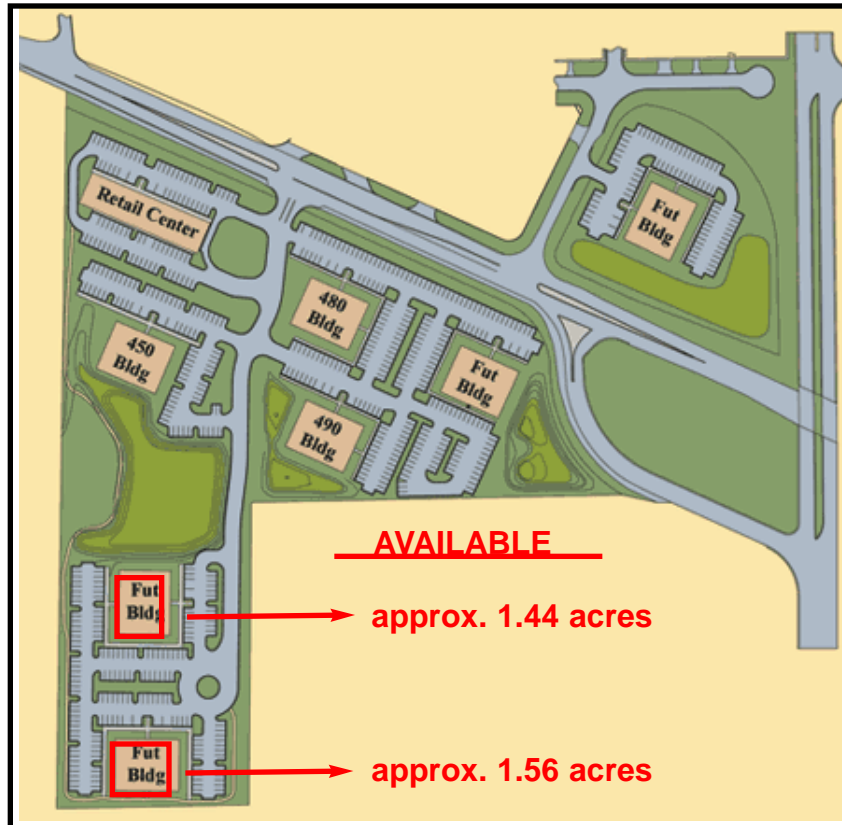 Retail Center
Fut
Bldg
480
Bldg
450
Bldg
Fut
Bldg
490
Bldg
AVAILABLE
Fut
Bldg
approx. 1.44 acres
Fut
Bldg
approx. 1.56 acres